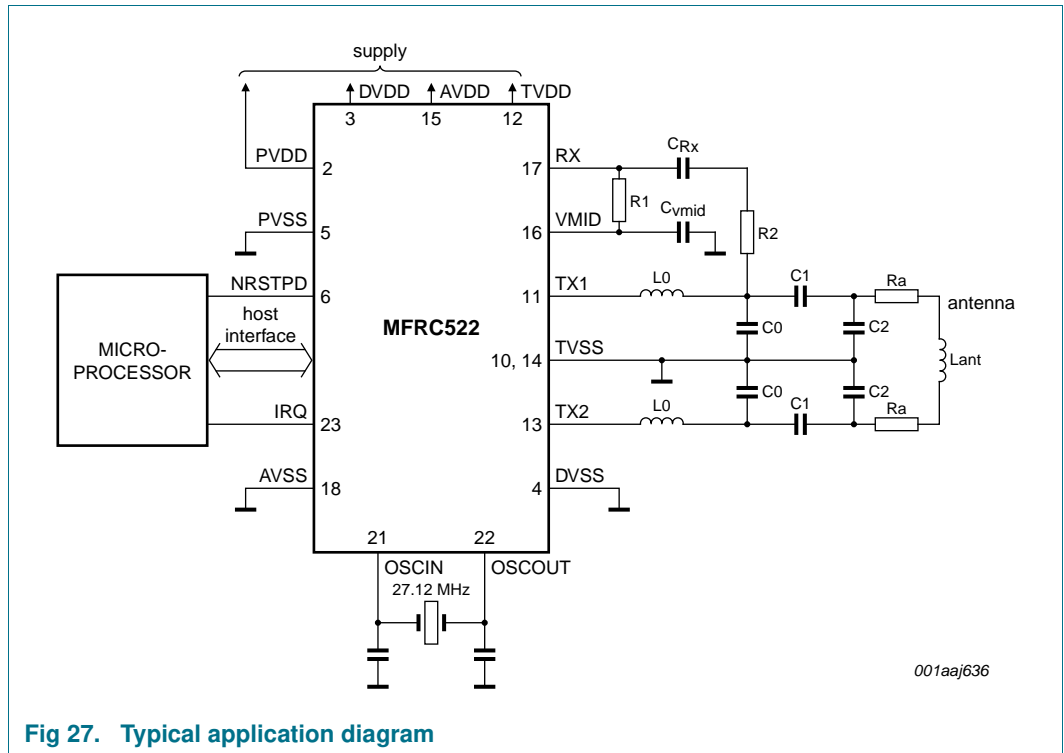 supply
DVDD AVDD TVDD
3 15 12
PVDD 2
17 RX
CRx
R1
Cvmid
PVSS 5
16 VMID
R2
NRSTPD 6
11 TX1
L0
C1
Ra
antenna
host
interface
MFRC522
MICRO-
PROCESSOR
C0
C2
10, 14 TVSS
Lant
C0
C2
IRQ 23
13 TX2
L0
C1
Ra
AVSS 18
4 DVSS
21 22
OSCIN OSCOUT
27.12 MHz
001aaj636
Fig 27. Typical application diagram